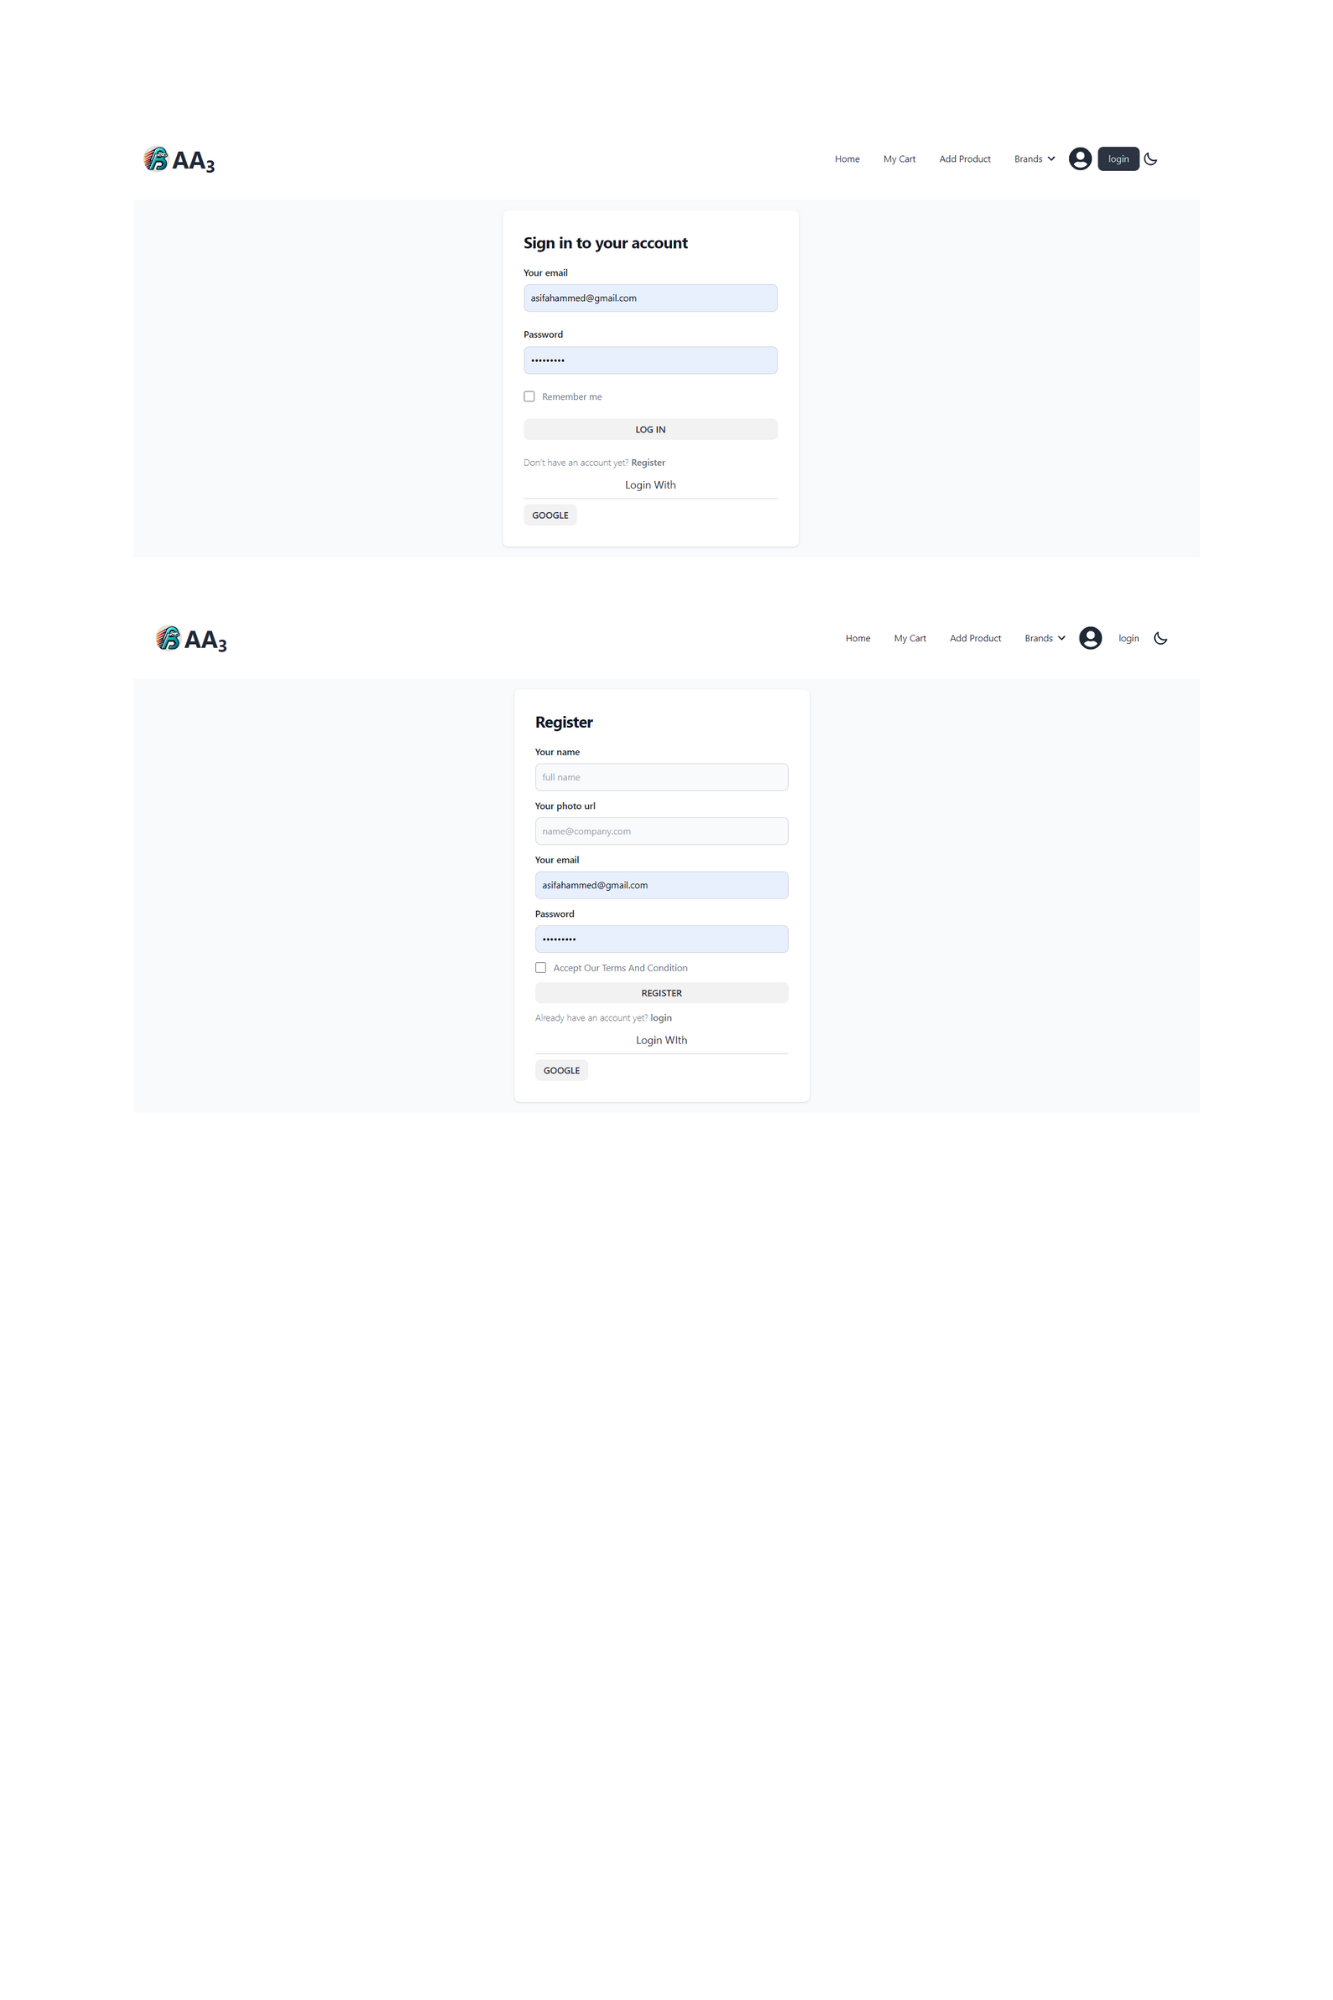 AA3
Home My Cart Add Product Brands login
Sign in to your account
Your email
asifahammed@gmail.com
Password
•••••••••
Remember me
LOG IN
Don't have an account yet? Register
Login With
GOOGLE
AA3
Home My Cart Add Product Brands login
Register
Your name
full name
Your photo url
name@company.com
Your email
asifahammed@gmail.com
Password
•••••••••
Accept Our Terms And Condition
REGISTER
Already have an account yet? login
Login WIth
GOOGLE